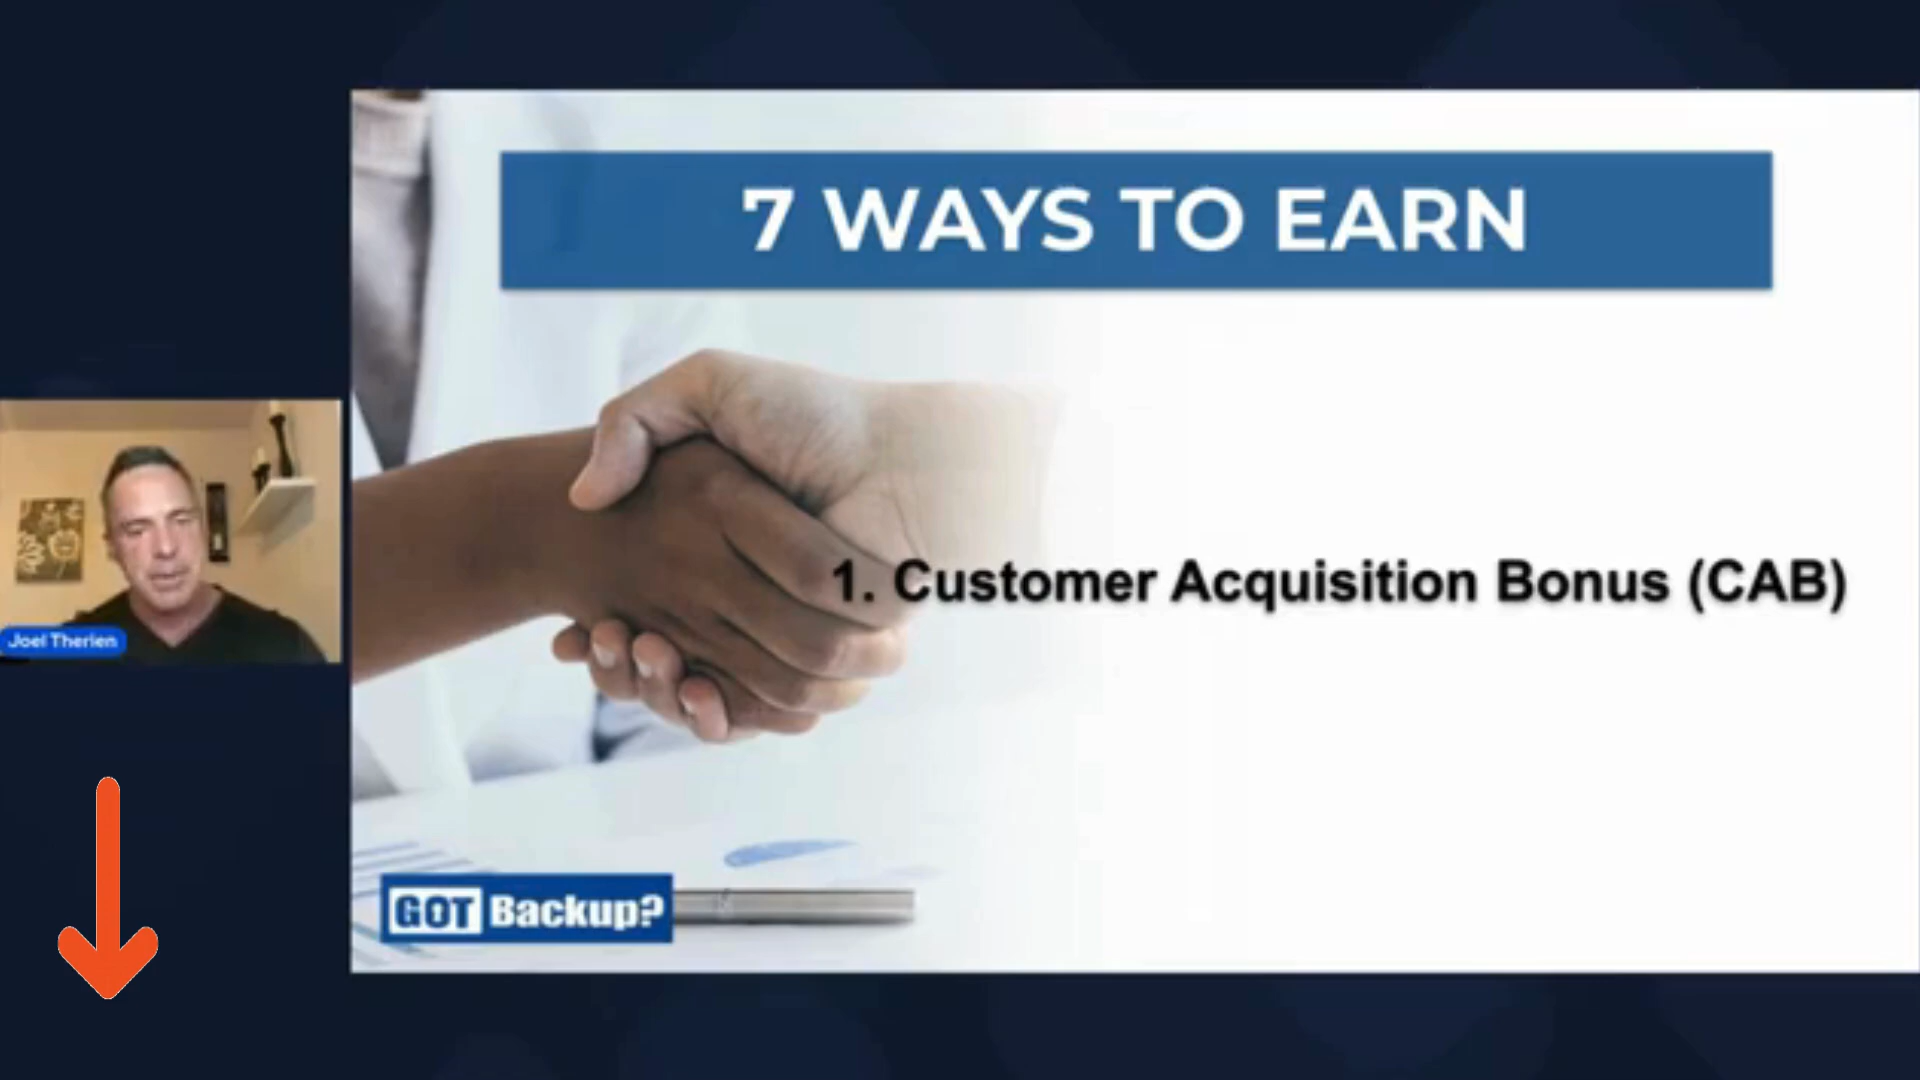 7 WAYS TO EARN
1. Customer Acquisition Bonus (CAB)
Joel Therien
GOT Backup?